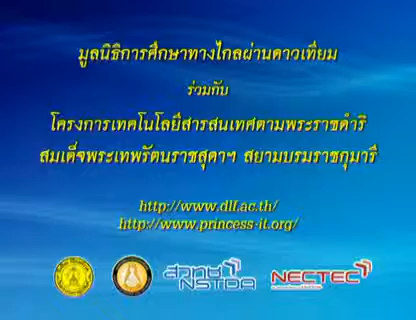 มูลนิธิการศึกษาทางไกลผ่านดาวเทียม
ร่วมกับ
โครงการเทคโนโลยีสารสนเทศตามพระราชดำริ
สมเด็จพระเทพรัตนราชสุดาฯ สยามบรมราชกุมารี
http://www.dlf.ac.th/
http://www.princess-it.org/
สวทช
NSTDA
NECTEC